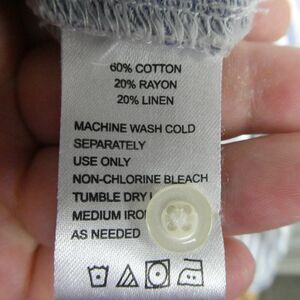 60% COTTON
20% RAYON
20% LINEN
MACHINE WASH COLD
SEPARATELY
USE ONLY
NON-CHLORINE BLEACH
TUMBLE DRY
MEDIUM IRON
AS NEEDED